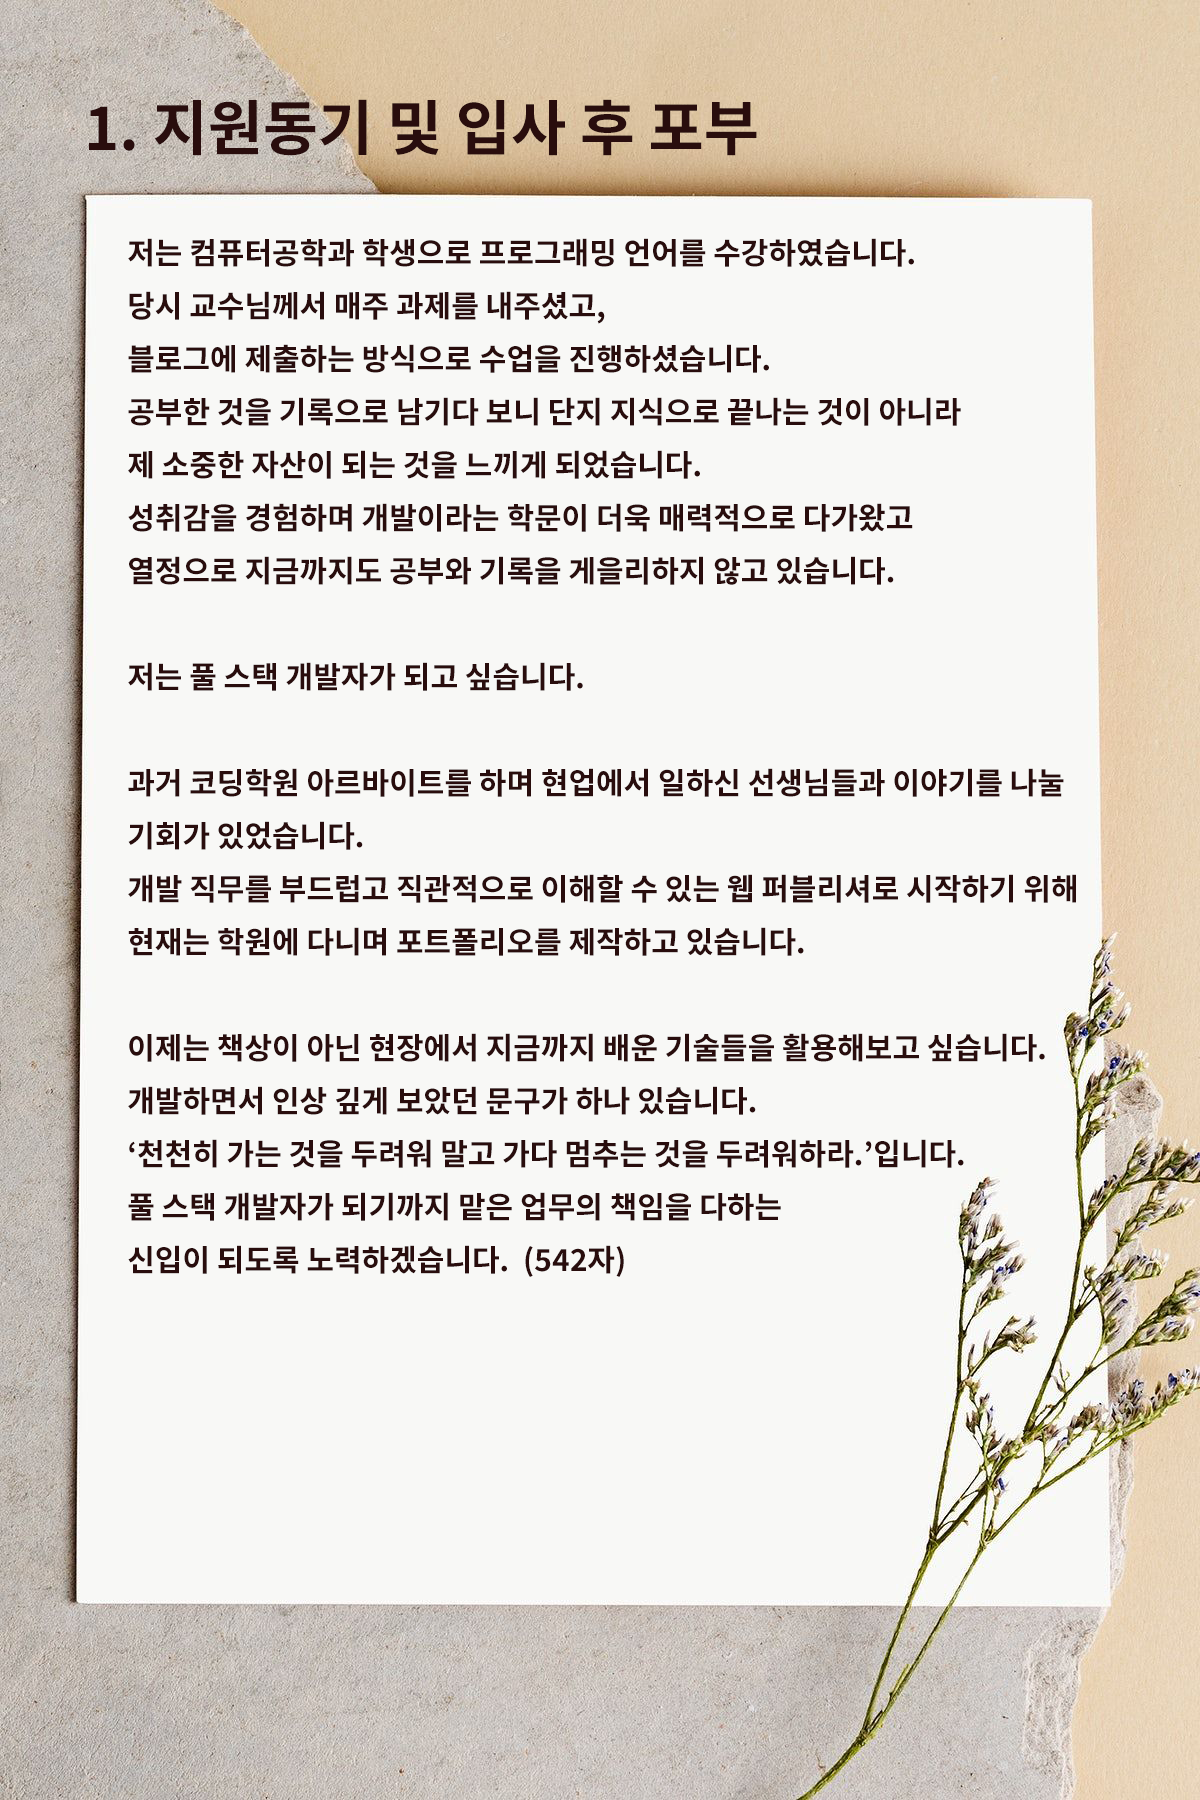 1. 지원동기 및 입사 후 포부
저는 컴퓨터공학과 학생으로 프로그래밍 언어를 수강하였습니다.
당시 교수님께서 매주 과제를 내주셨고,
블로그에 제출하는 방식으로 수업을 진행하셨습니다.
공부한 것을 기록으로 남기다 보니 단지 지식으로 끝나는 것이 아니라
제 소중한 자산이 되는 것을 느끼게 되었습니다.
성취감을 경험하며 개발이라는 학문이 더욱 매력적으로 다가왔고
열정으로 지금까지도 공부와 기록을 게을리하지 않고 있습니다.
저는 풀 스택 개발자가 되고 싶습니다.
과거 코딩학원 아르바이트를 하며 현업에서 일하신 선생님들과 이야기를 나눌
기회가 있었습니다.
개발 직무를 부드럽고 직관적으로 이해할 수 있는 웹 퍼블리셔로 시작하기 위해
현재는 학원에 다니며 포트폴리오를 제작하고 있습니다.
이제는 책상이 아닌 현장에서 지금까지 배운 기술들을 활용해보고 싶습니다.
개발하면서 인상 깊게 보았던 문구가 하나 있습니다.
‘천천히 가는 것을 두려워 말고 가다 멈추는 것을 두려워하라.’입니다.
풀 스택 개발자가 되기까지 맡은 업무의 책임을 다하는
신입이 되도록 노력하겠습니다. (542자)